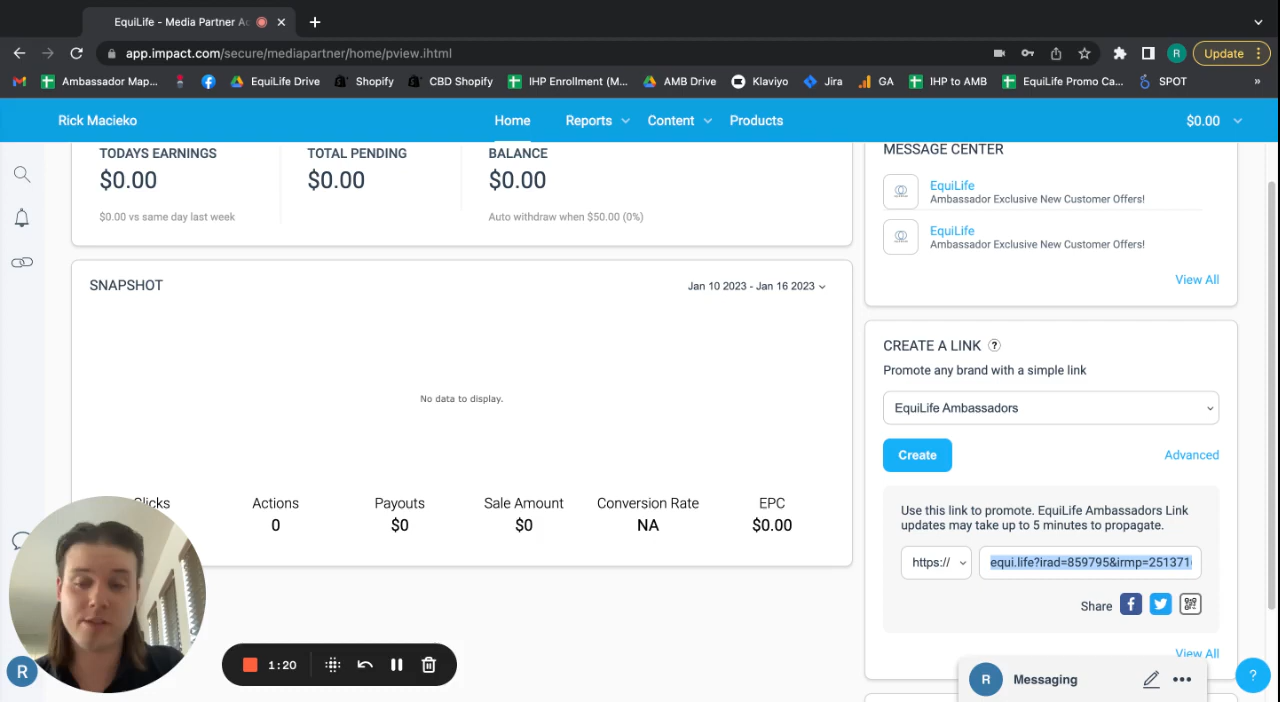 EquiLife - Media Partner Ac
app.impact.com/secure/mediapartner/home/pview.ihtml
R
Update
Ambassador Map...
EquiLife Drive
Shopify
CBD Shopify
IHP Enrollment (M...
AMB Drive
Klaviyo
Jira
GA
IHP to AMB
EquiLife Promo Ca...
SPOT
»
Rick Macieko
Home
Reports
Content
Products
$0.00
TODAYS EARNINGS
$0.00
$0.00 vs same day last week
TOTAL PENDING
$0.00
BALANCE
$0.00
Auto withdraw when $50.00 (0%)
MESSAGE CENTER
EquiLife
Ambassador Exclusive New Customer Offers!
EquiLife
Ambassador Exclusive New Customer Offers!
View All
SNAPSHOT
Jan 10 2023 - Jan 16 2023
No data to display.
Clicks
Actions
0
Payouts
$0
Sale Amount
$0
Conversion Rate
NA
EPC
$0.00
CREATE A LINK ?
Promote any brand with a simple link
EquiLife Ambassadors
Create
Advanced
Use this link to promote. EquiLife Ambassadors Link
updates may take up to 5 minutes to propagate.
https://
equi.life?irad=859795&irmp=251371
Share
View All
R
1:20
R
Messaging
?